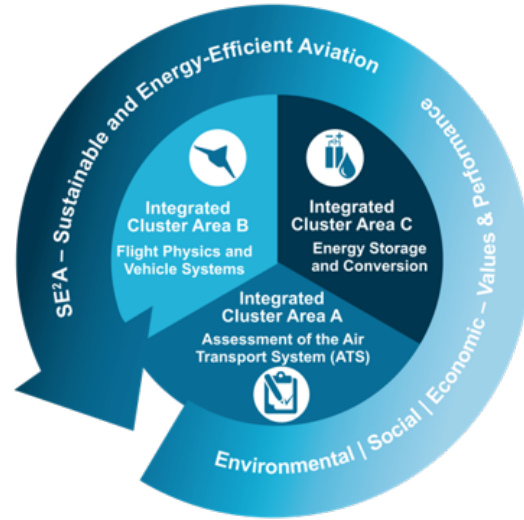 SE²A – Sustainable and Energy-Efficient Aviation
Environmental | Social | Economic – Values & Performance
Integrated
Cluster Area B
Flight Physics and
Vehicle Systems
Integrated
Cluster Area C
Energy Storage
and Conversion
Integrated
Cluster Area A
Assessment of the Air
Transport System (ATS)